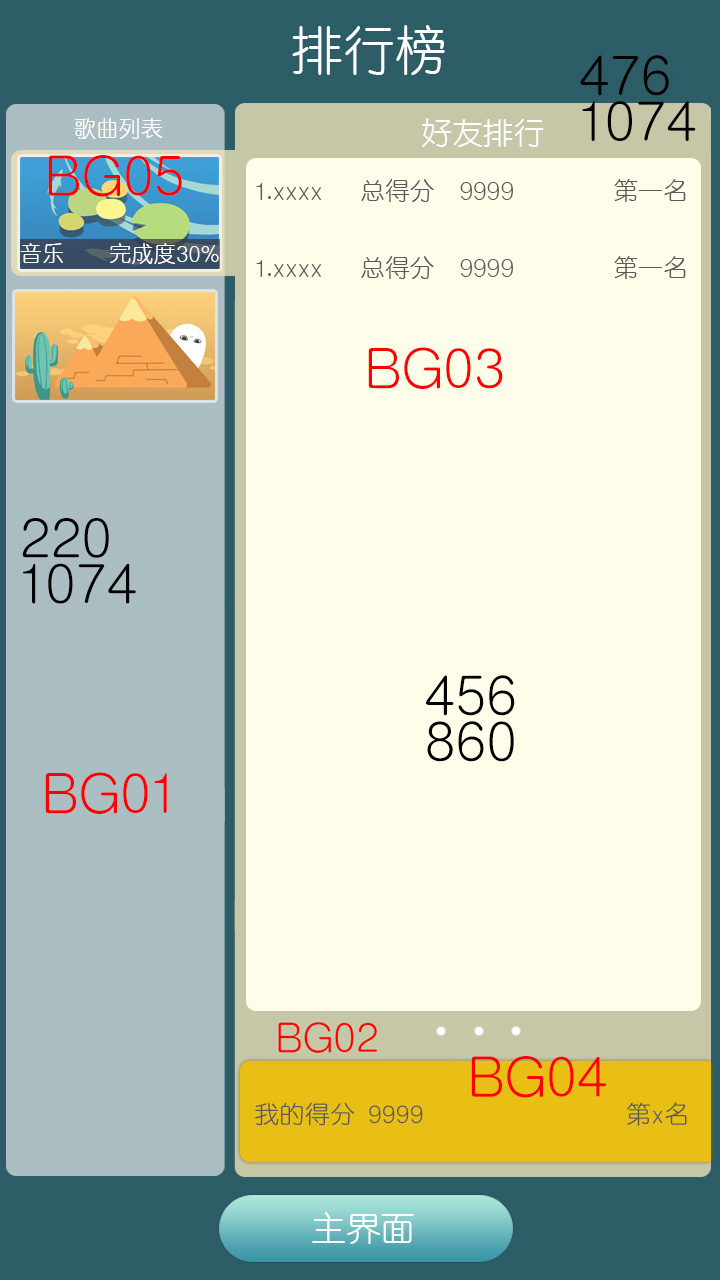 排行榜
476
1074
歌曲列表
好友排行
BG05
音乐 完成度30%
1.xxxx 总得分 9999 第一名
1.xxxx 总得分 9999 第一名
BG03
220
1074
456
860
BG01
BG02
BG04
我的得分 9999 第x名
主界面